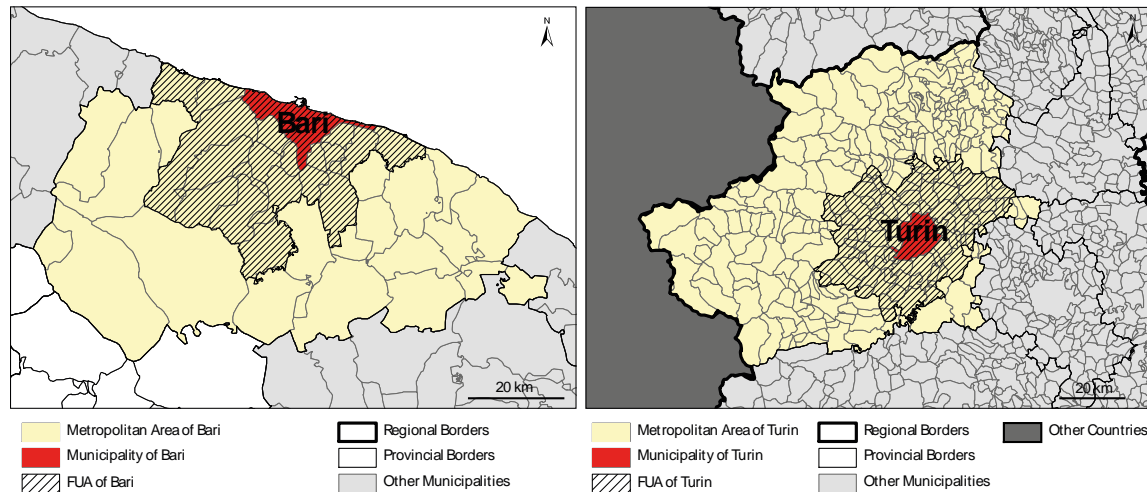 N
Bari
20 km
N
Turin
20 km
Metropolitan Area of Bari
Regional Borders
Municipality of Bari
Provincial Borders
FUA of Bari
Other Municipalities
Metropolitan Area of Turin
Regional Borders
Other Countries
Municipality of Turin
Provincial Borders
FUA of Turin
Other Municipalities